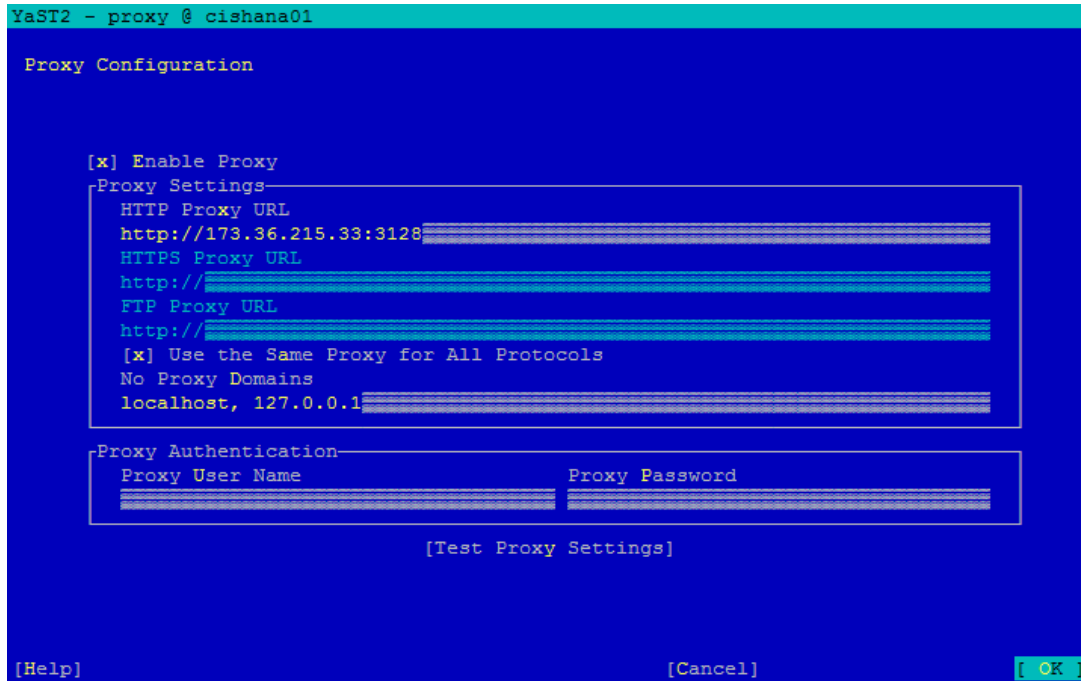 YaST2 - proxy @ cishana01
Proxy Configuration
[x] Enable Proxy
Proxy Settings
HTTP Proxy URL
http://173.36.215.33:3128
HTTPS Proxy URL
http://
FTP Proxy URL
http://
[x] Use the Same Proxy for All Protocols
No Proxy Domains
localhost, 127.0.0.1
Proxy Authentication
Proxy User Name Proxy Password
[Test Proxy Settings]
[Help] [Cancel] [ OK ]